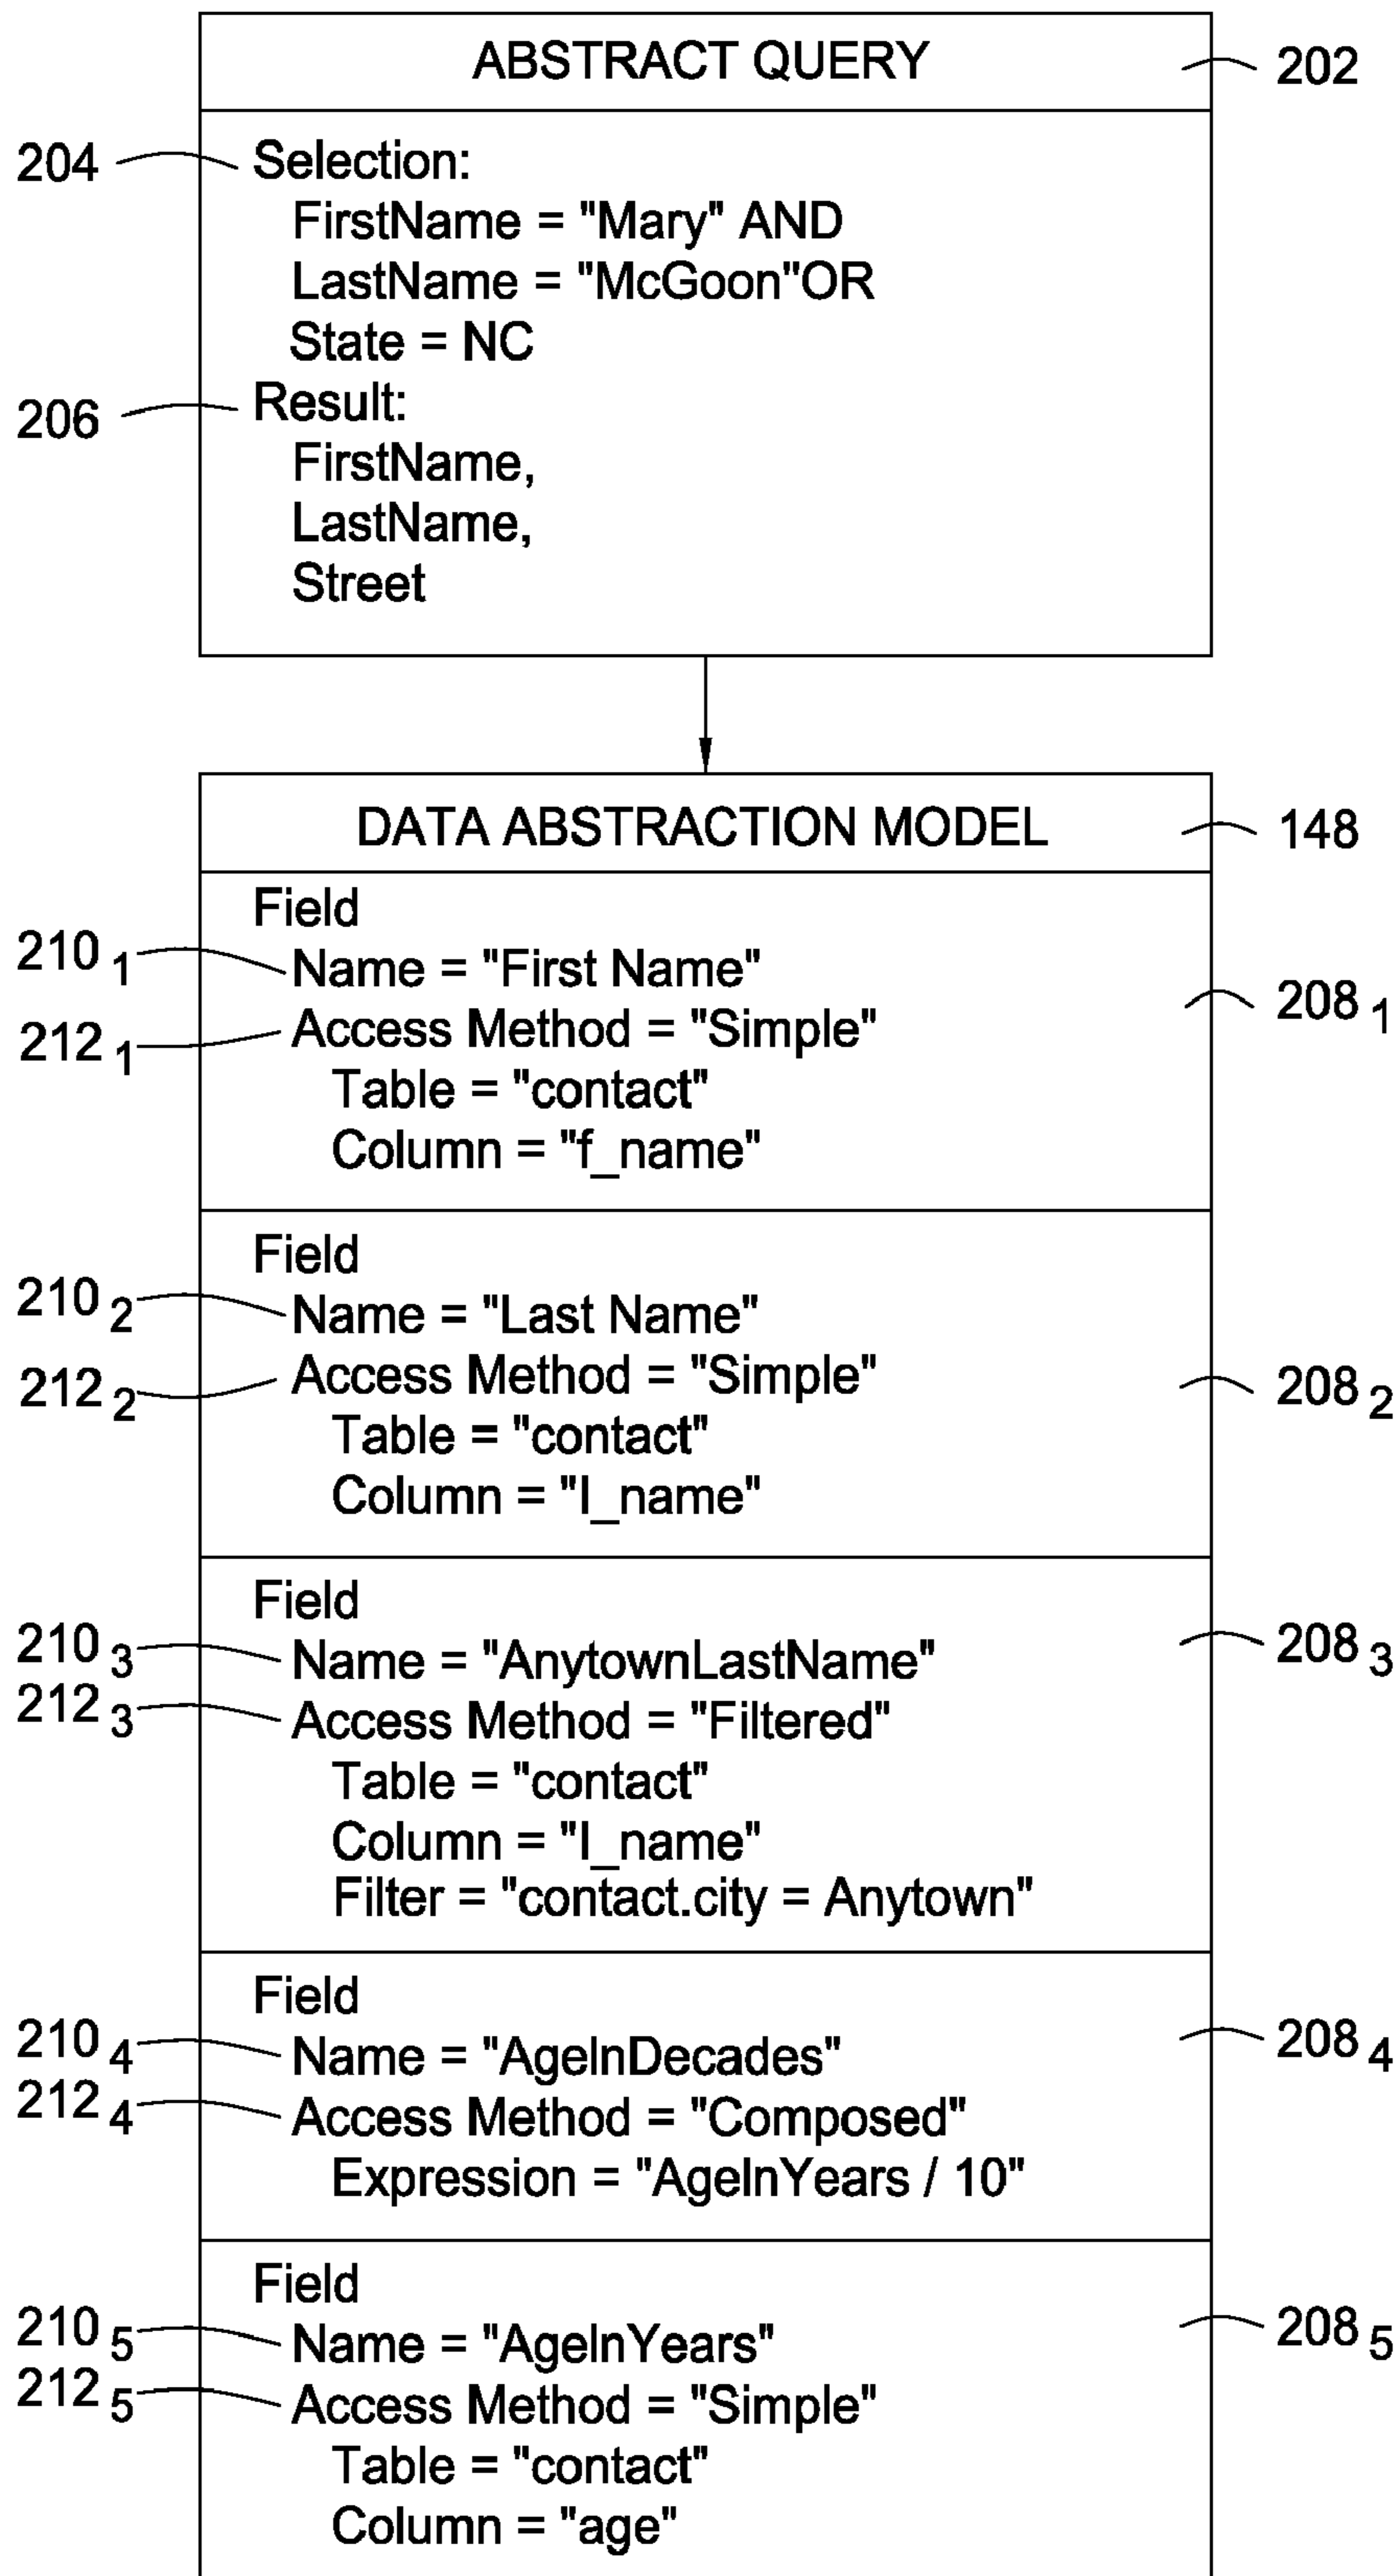 ABSTRACT QUERY
202
204
Selection:
FirstName = "Mary" AND
LastName = "McGoon"OR
State = NC
206
Result:
FirstName,
LastName,
Street
DATA ABSTRACTION MODEL
148
Field
210 1
Name = "First Name"
208 1
212 1
Access Method = "Simple"
Table = "contact"
Column = "f_name"
Field
210 2
Name = "Last Name"
212 2
Access Method = "Simple"
208 2
Table = "contact"
Column = "l_name"
Field
210 3
Name = "AnytownLastName"
208 3
212 3
Access Method = "Filtered"
Table = "contact"
Column = "l_name"
Filter = "contact.city = Anytown"
Field
210 4
Name = "AgeInDecades"
208 4
212 4
Access Method = "Composed"
Expression = "AgeInYears / 10"
Field
210 5
Name = "AgeInYears"
208 5
212 5
Access Method = "Simple"
Table = "contact"
Column = "age"